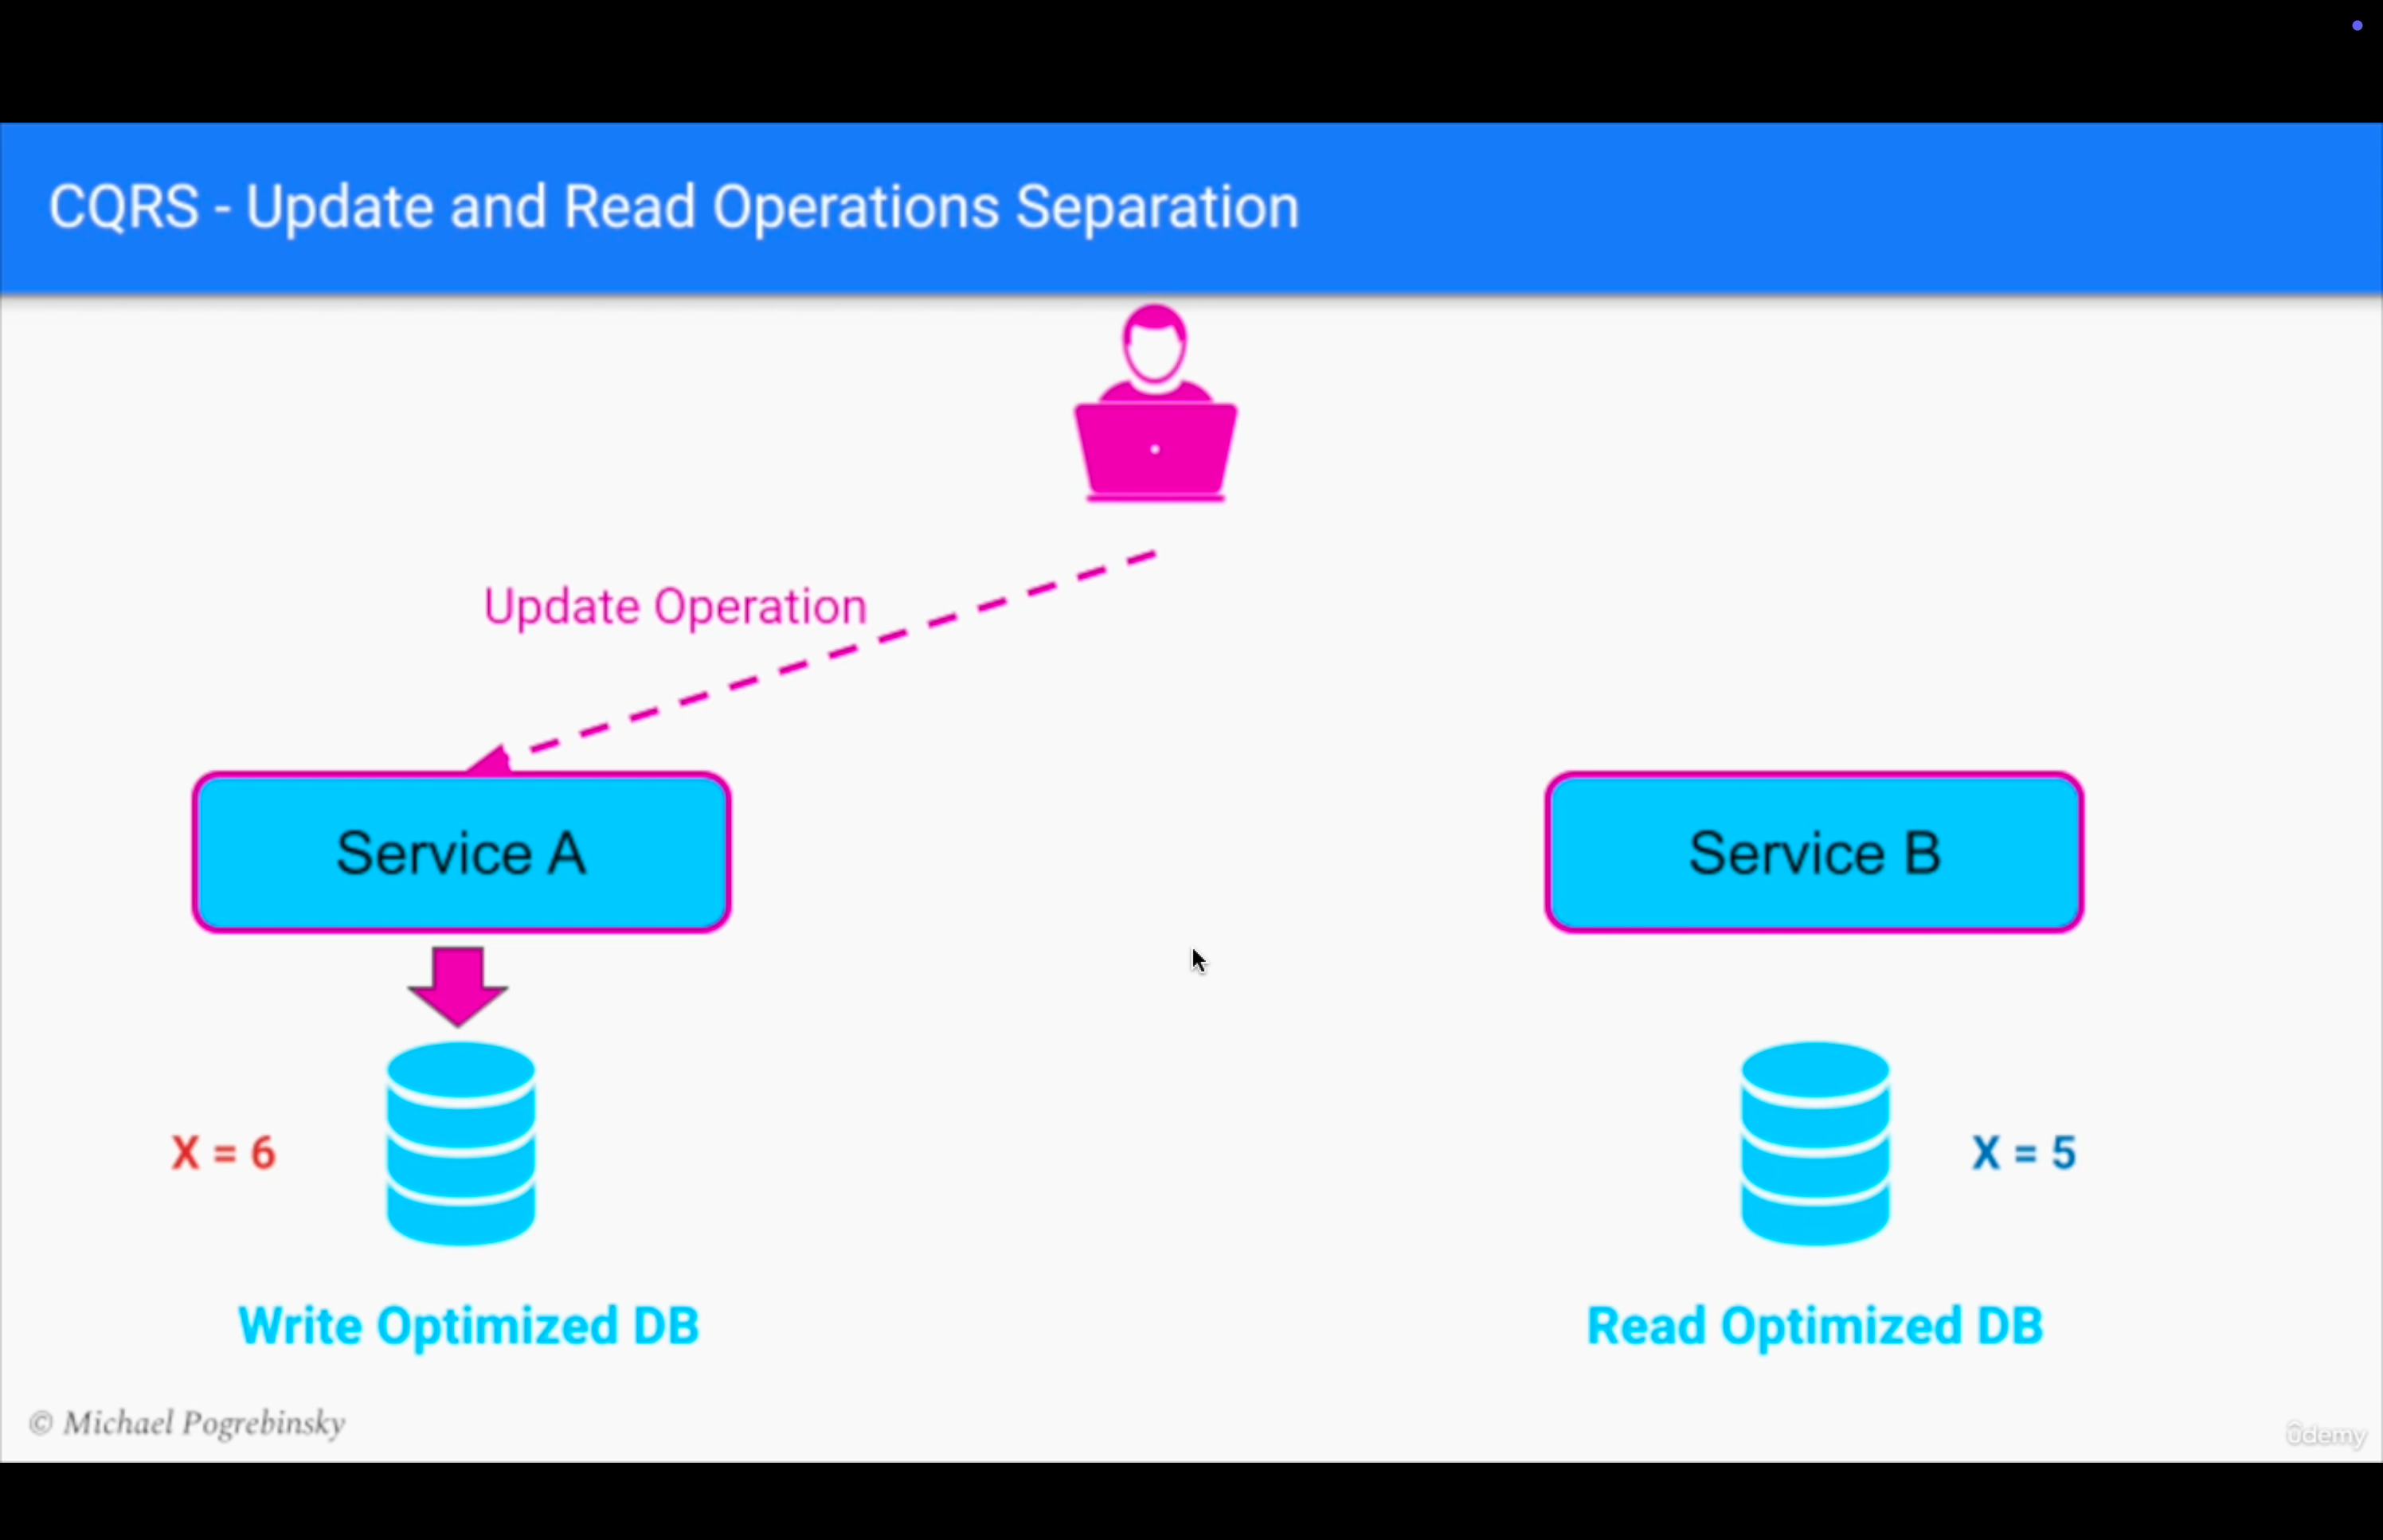 CQRS - Update and Read Operations Separation
Update Operation
Service A
Service B
X = 6
X = 5
Write Optimized DB
Read Optimized DB
© Michael Pogrebinsky
ûdemy